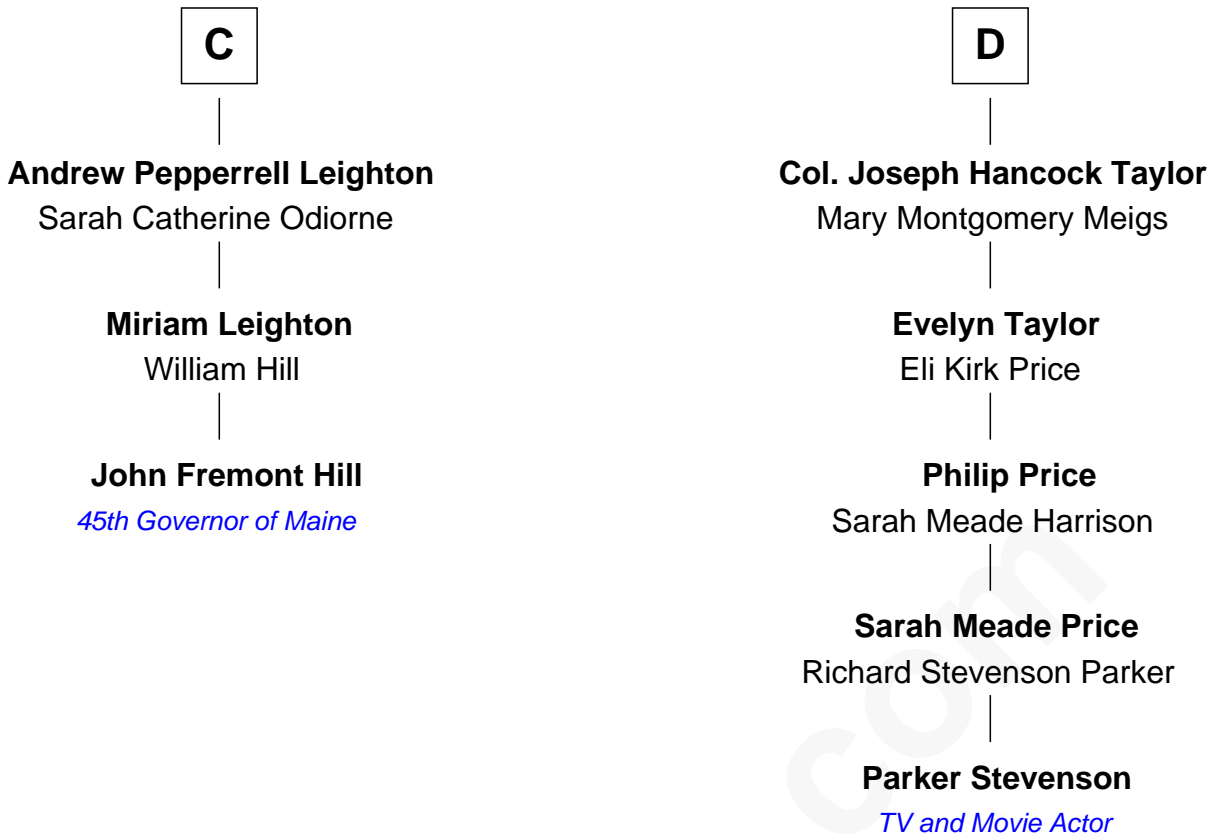 C
Andrew Pepperrell Leighton
Sarah Catherine Odiorne
Miriam Leighton
William Hill
John Fremont Hill
45th Governor of Maine
D
Col. Joseph Hancock Taylor
Mary Montgomery Meigs
Evelyn Taylor
Eli Kirk Price
Philip Price
Sarah Meade Harrison
Sarah Meade Price
Richard Stevenson Parker
Parker Stevenson
TV and Movie Actor
com